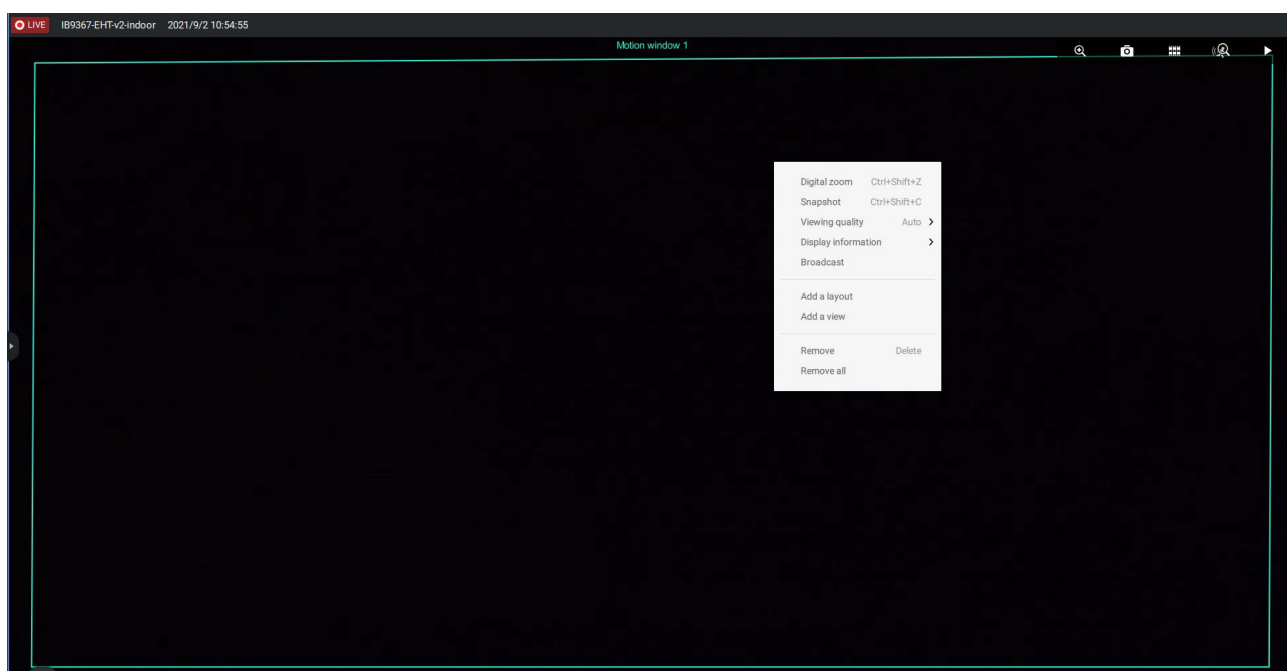 LIVE IB9367-EHT-v2-indoor 2021/9/2 10:54:55
Motion window 1
Digital zoom Ctrl+Shift+Z
Snapshot Ctrl+Shift+C
Viewing quality Auto
Display information
Broadcast
Add a layout
Add a view
Remove Delete
Remove all